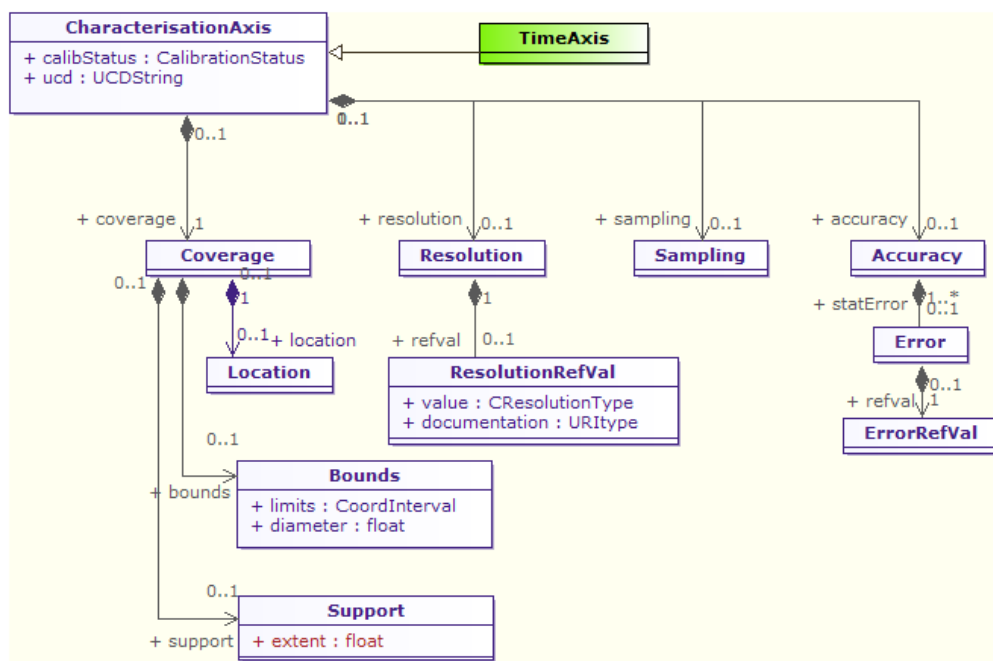 CharacterisationAxis
+ calibStatus : CalibrationStatus
+ ucd : UCDString
TimeAxis
0..1
0..1
+ coverage
1
+ resolution
0..1
+ sampling
0..1
+ accuracy
0..1
Coverage
Resolution
Sampling
Accuracy
0..1
0..1
1
0..1
+ location
Location
1
+ refval
0..1
ResolutionRefVal
+ value : CResolutionType
+ documentation : URItype
+ statError
1..*
0..1
Error
0..1
+ refval
1
ErrorRefVal
0..1
+ bounds
Bounds
+ limits : CoordInterval
+ diameter : float
0..1
+ support
Support
+ extent : float